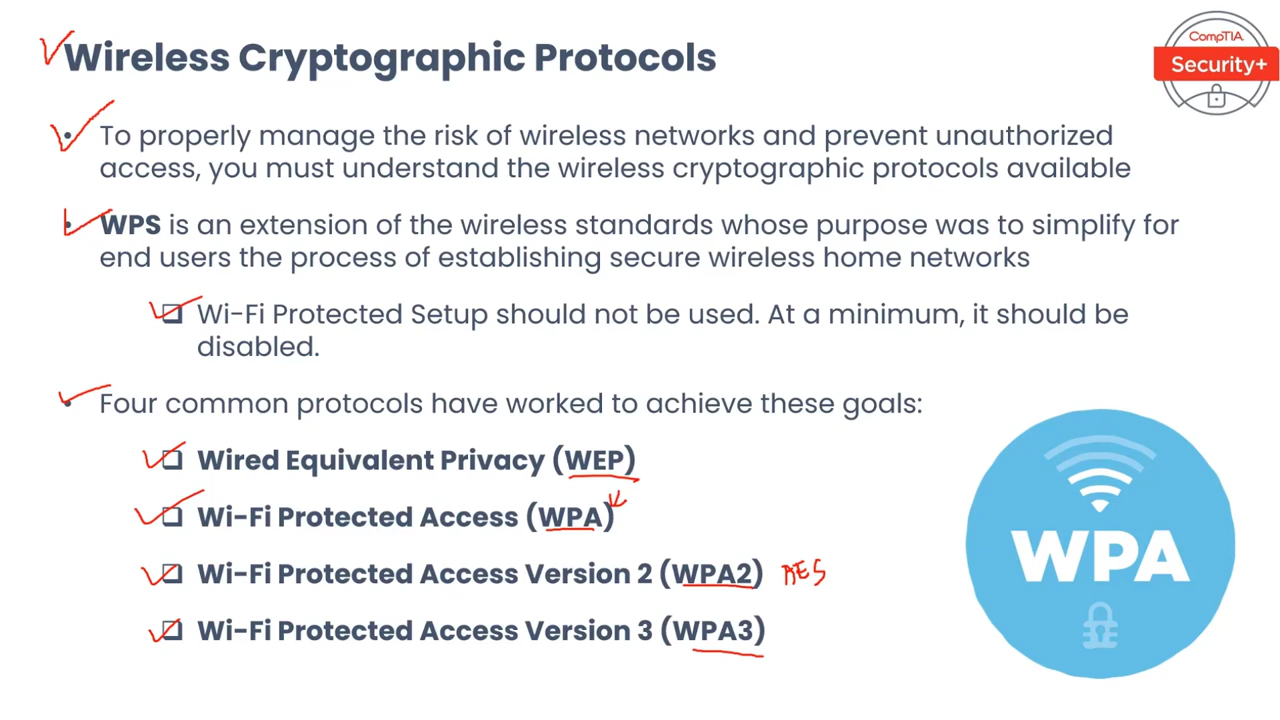 Wireless Cryptographic Protocols
CompTIA
Security+
• To properly manage the risk of wireless networks and prevent unauthorized
access, you must understand the wireless cryptographic protocols available
• WPS is an extension of the wireless standards whose purpose was to simplify for
end users the process of establishing secure wireless home networks
Wi-Fi Protected Setup should not be used. At a minimum, it should be
disabled.
• Four common protocols have worked to achieve these goals:
Wired Equivalent Privacy (WEP)
Wi-Fi Protected Access (WPA)
Wi-Fi Protected Access Version 2 (WPA2) AES
Wi-Fi Protected Access Version 3 (WPA3)
WPA